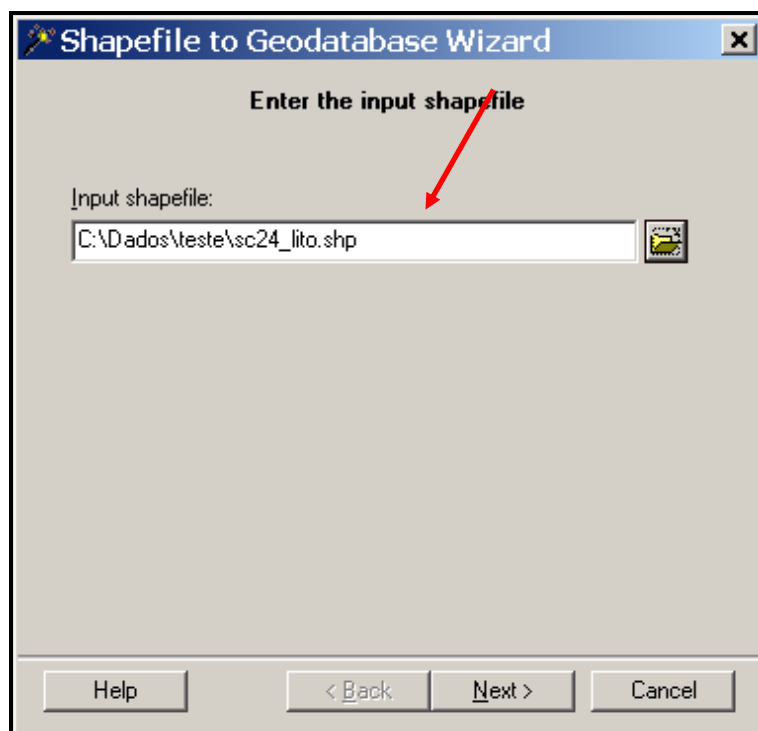 Shapefile to Geodatabase Wizard
Enter the input shapefile
Input shapefile:
C:\Dados\teste\sc24_lito.shp
Help < Back Next > Cancel